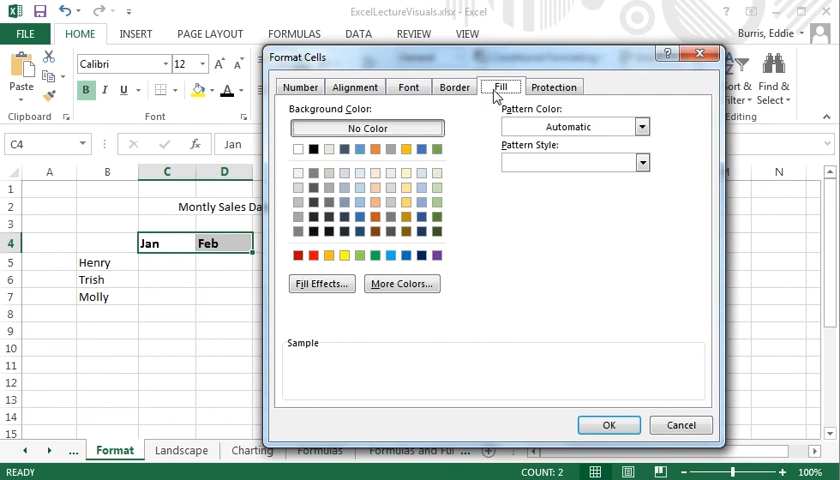 ExcelLectureVisuals.xlsx - Excel
FILE HOME INSERT PAGE LAYOUT FORMULAS DATA REVIEW VIEW Burris, Eddie
Paste
Clipboard
Calibri 12
B I U
Font
Sort &
Filter
Find &
Select
Editing
C4 Jan
A B C D M N
1
2 Montly Sales Da
3
4 Jan Feb
5 Henry
6 Trish
7 Molly
8
9
10
11
12
13
14
15
Format Cells
Number Alignment Font Border Fill Protection
Background Color:
No Color
Fill Effects... More Colors...
Pattern Color:
Automatic
Pattern Style:
Sample
OK Cancel
... Format Landscape Charting Formulas Formulas and Fu ...
READY COUNT: 2 100%